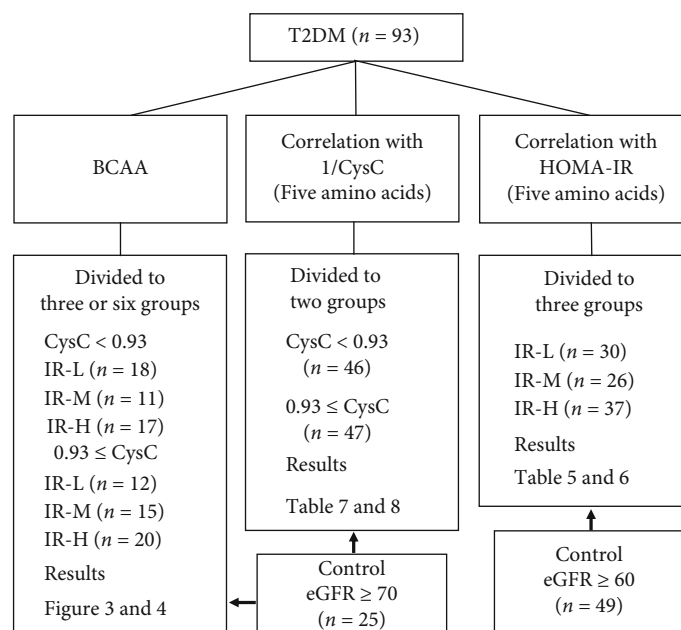 T2DM (n = 93)
BCAA
Correlation with
1/CysC
(Five amino acids)
Correlation with
HOMA-IR
(Five amino acids)
Divided to
three or six groups
CysC < 0.93
IR-L (n = 18)
IR-M (n = 11)
IR-H (n = 17)
0.93 ≤ CysC
IR-L (n = 12)
IR-M (n = 15)
IR-H (n = 20)
Results
Figure 3 and 4
Divided to
two groups
CysC < 0.93
(n = 46)
0.93 ≤ CysC
(n = 47)
Results
Table 7 and 8
Divided to
three groups
IR-L (n = 30)
IR-M (n = 26)
IR-H (n = 37)
Results
Table 5 and 6
Control
eGFR ≥ 70
(n = 25)
Control
eGFR ≥ 60
(n = 49)